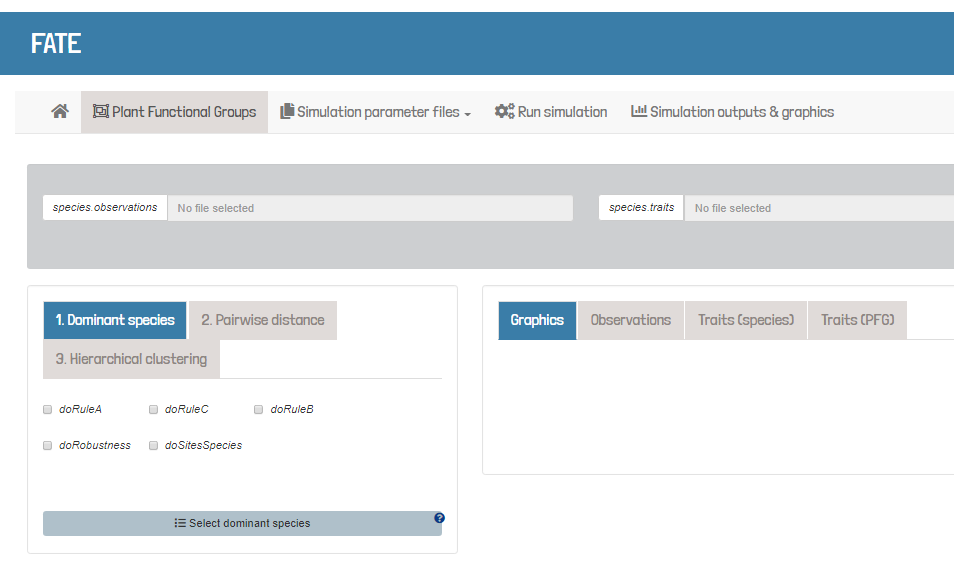 FATE
Plant Functional Groups Simulation parameter files Run simulation Simulation outputs & graphics
species.observations No file selected species.traits No file selected
1. Dominant species 2. Pairwise distance
3. Hierarchical clustering
doRuleA doRuleC doRuleB
doRobustness doSitesSpecies
Select dominant species ?
Graphics Observations Traits (species) Traits (PFG)